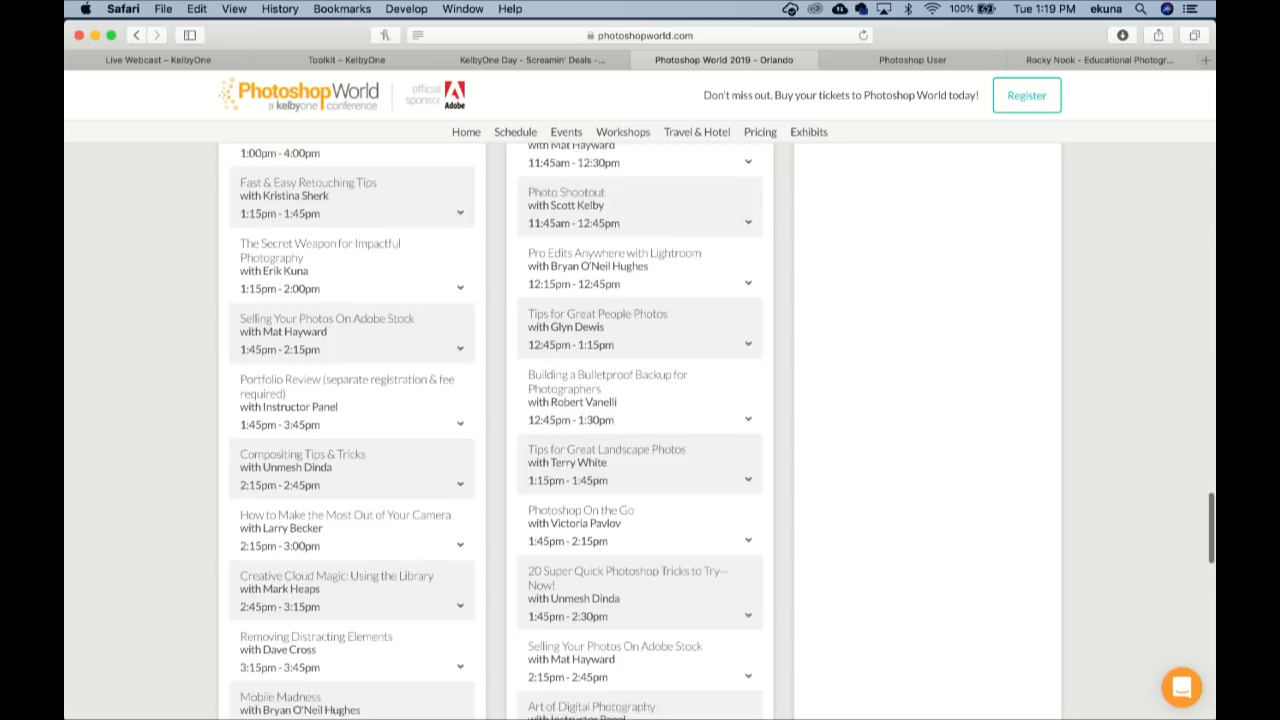 Safari File Edit View History Bookmarks Develop Window Help 100% Tue 1:19 PM ekuna
photoshopworld.com
Live Webcast – KelbyOne Toolkit – KelbyOne KelbyOne Day - Screamin' Deals -... Photoshop World 2019 - Orlando Photoshop User Rocky Nook - Educational Photogr...
PhotoshopWorld
a kelbyone conference
official
sponsor
Adobe
Don't miss out. Buy your tickets to Photoshop World today!
Register
Home Schedule Events Workshops Travel & Hotel Pricing Exhibits
1:00pm - 4:00pm
Fast & Easy Retouching Tips
with Kristina Sherk
1:15pm - 1:45pm
The Secret Weapon for Impactful
Photography
with Erik Kuna
1:15pm - 2:00pm
Selling Your Photos On Adobe Stock
with Mat Hayward
1:45pm - 2:15pm
Portfolio Review (separate registration & fee
required)
with Instructor Panel
1:45pm - 3:45pm
Compositing Tips & Tricks
with Unmesh Dinda
2:15pm - 2:45pm
How to Make the Most Out of Your Camera
with Larry Becker
2:15pm - 3:00pm
Creative Cloud Magic: Using the Library
with Mark Heaps
2:45pm - 3:15pm
Removing Distracting Elements
with Dave Cross
3:15pm - 3:45pm
Mobile Madness
with Bryan O'Neil Hughes
with Mat Hayward
11:45am - 12:30pm
Photo Shootout
with Scott Kelby
11:45am - 12:45pm
Pro Edits Anywhere with Lightroom
with Bryan O'Neil Hughes
12:15pm - 12:45pm
Tips for Great People Photos
with Glyn Dewis
12:45pm - 1:15pm
Building a Bulletproof Backup for
Photographers
with Robert Vanelli
12:45pm - 1:30pm
Tips for Great Landscape Photos
with Terry White
1:15pm - 1:45pm
Photoshop On the Go
with Victoria Pavlov
1:45pm - 2:15pm
20 Super Quick Photoshop Tricks to Try—
Now!
with Unmesh Dinda
1:45pm - 2:30pm
Selling Your Photos On Adobe Stock
with Mat Hayward
2:15pm - 2:45pm
Art of Digital Photography
with Instructor Panel